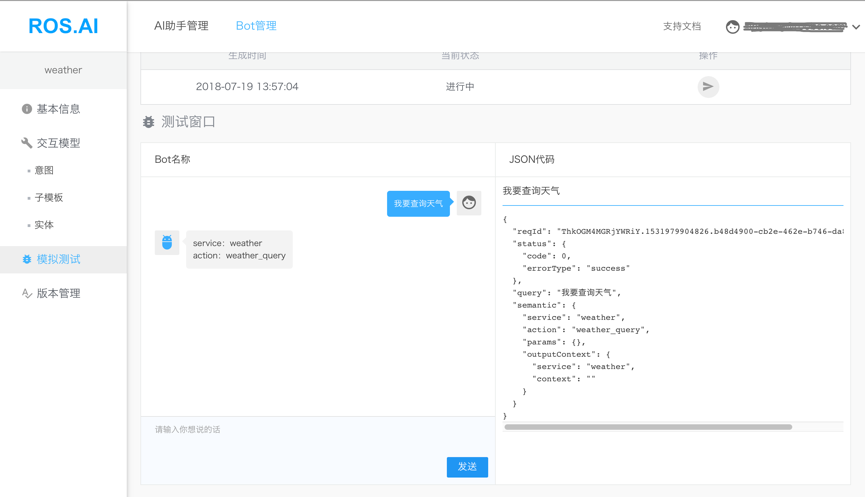 ROS.AI
AI助手管理
Bot管理
支持文档
weather
基本信息
交互模型
意图
子模板
实体
模拟测试
版本管理
生成时间
当前状态
操作
2018-07-19 13:57:04
进行中
测试窗口
Bot名称
我要查询天气
service: weather
action: weather_query
请输入你想说的话
发送
JSON代码
我要查询天气
{
"reqId": "ThkOGM4MGRjYWRiY.1531979904826.b48d4900-cb2e-462e-b746-da
"status": {
"code": 0,
"errorType": "success"
},
"query": "我要查询天气",
"semantic": {
"service": "weather",
"action": "weather_query",
"params": {},
"outputContext": {
"service": "weather",
"context": ""
}
}
}